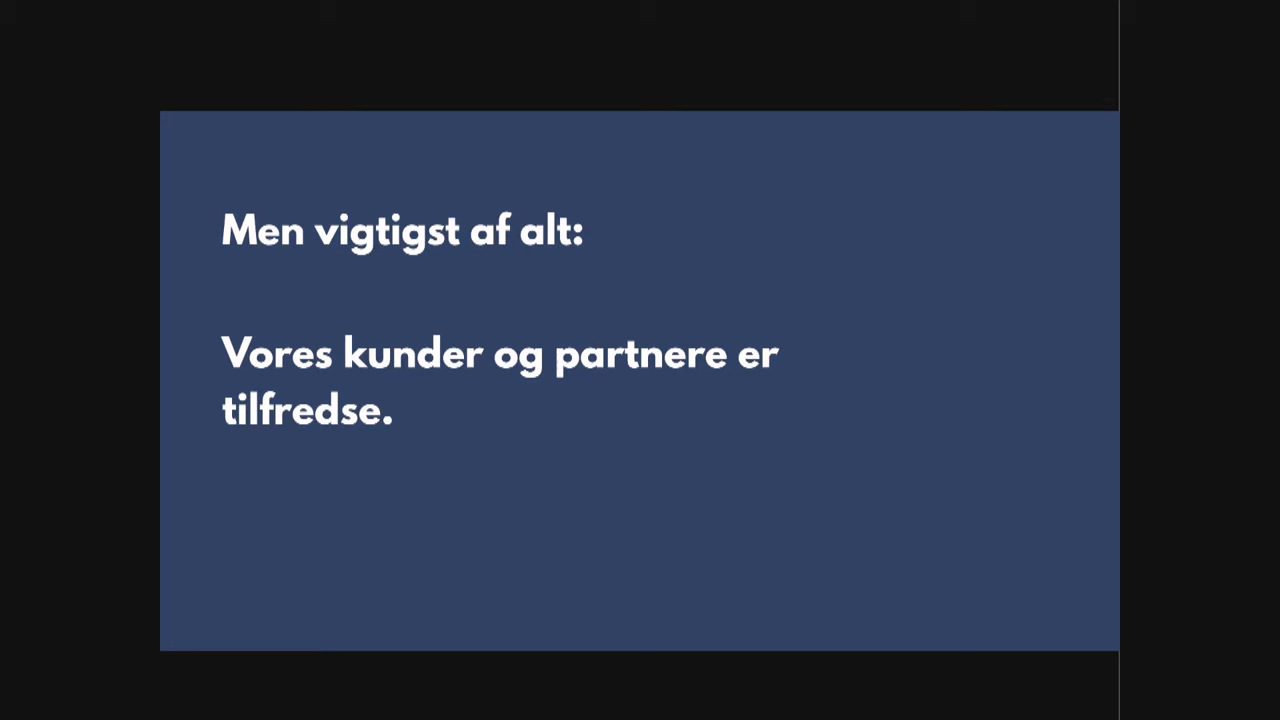 Men vigtigst af alt:
Vores kunder og partnere er
tilfredse.